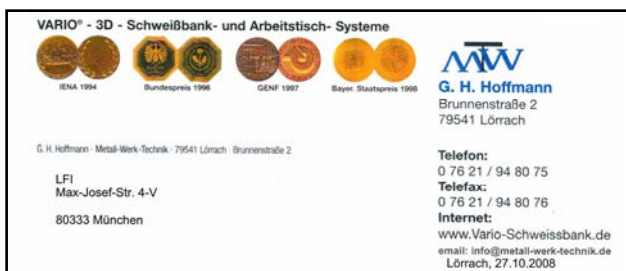 VARIO® - 3D - Schweißbank- und Arbeitstisch- Systeme
IENA 1994
Bundespreis 1996
GENF 1997
Bayer. Staatspreis 1998
MTW
G. H. Hoffmann
Brunnenstraße 2
79541 Lörrach
G. H. Hoffmann · Metall-Werk-Technik · 79541 Lörrach · Brunnenstraße 2
LFI
Max-Josef-Str. 4-V
80333 München
Telefon:
0 76 21 / 94 80 75
Telefax:
0 76 21 / 94 80 76
Internet:
www.Vario-Schweissbank.de
email: info@metall-werk-technik.de
Lörrach, 27.10.2008